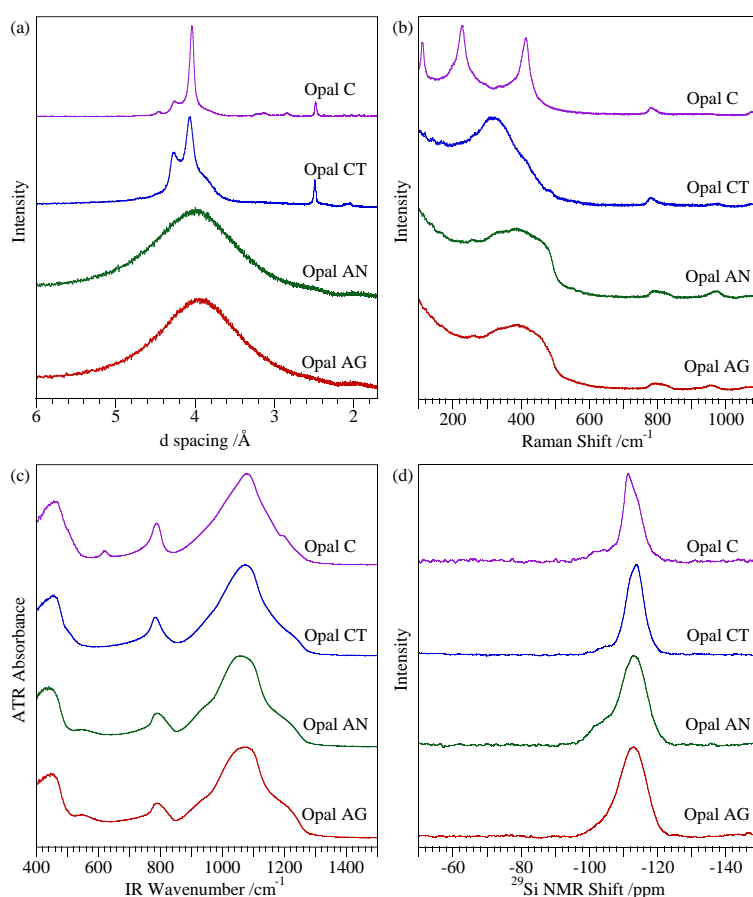 (a)
Opal C
Opal CT
Opal AN
Opal AG
Intensity
6 5 4 3 2
d spacing /Å
(b)
Opal C
Opal CT
Opal AN
Opal AG
Intensity
200 400 600 800 1000
Raman Shift /cm⁻¹
(c)
Opal C
Opal CT
Opal AN
Opal AG
ATR Absorbance
400 600 800 1000 1200 1400
IR Wavenumber /cm⁻¹
(d)
Opal C
Opal CT
Opal AN
Opal AG
Intensity
-60 -80 -100 -120 -140
²⁹Si NMR Shift /ppm